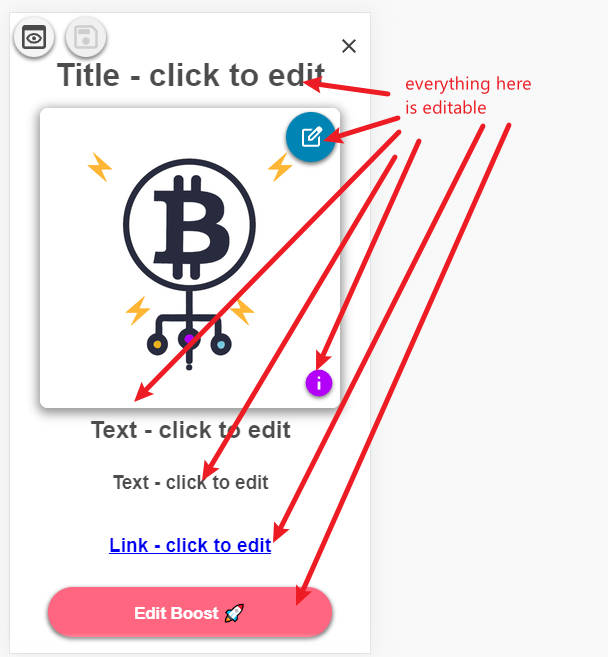 Title - click to edit
everything here
is editable
Text - click to edit
Text - click to edit
Link - click to edit
Edit Boost 🚀